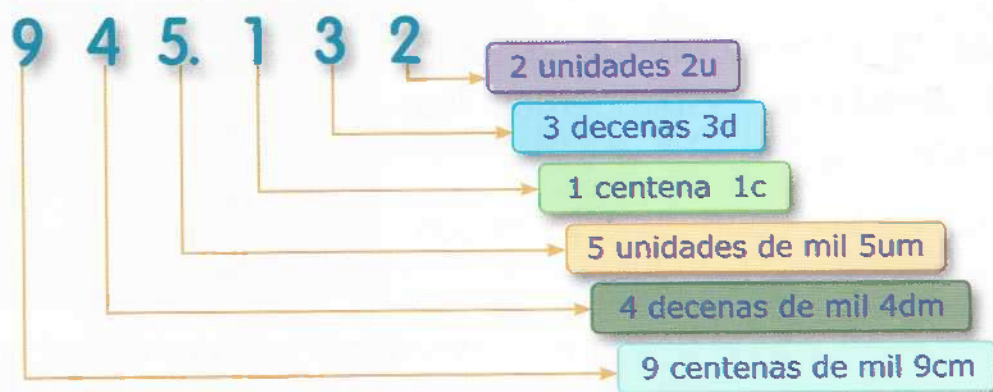 9 4 5. 1 3 2
2 unidades 2u
3 decenas 3d
1 centena 1c
5 unidades de mil 5um
4 decenas de mil 4dm
9 centenas de mil 9cm